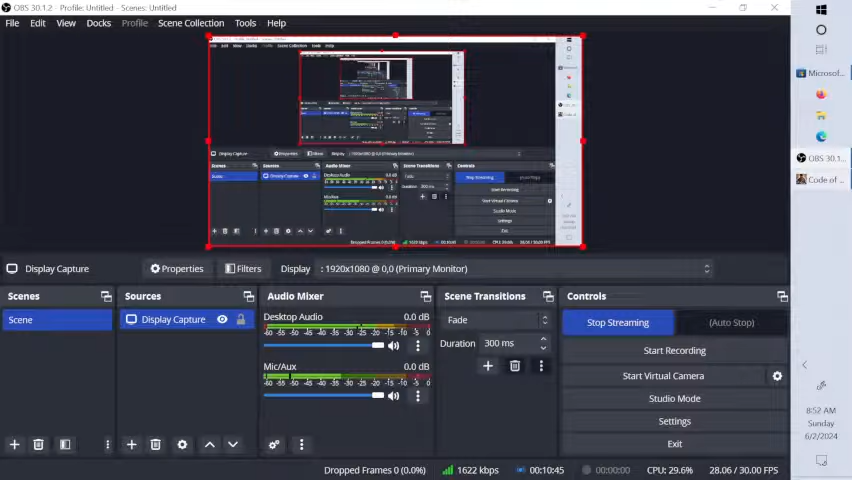 OBS 30.1.2 - Profile: Untitled - Scenes: Untitled
File Edit View Docks Profile Scene Collection Tools Help
Display Capture Properties Filters Display : 1920x1080 @ 0,0 (Primary Monitor)
Scenes
Scene
Sources
Display Capture
Audio Mixer
Desktop Audio 0.0 dB
-60 -55 -50 -45 -40 -35 -30 -25 -20 -15 -10 -5 0
Mic/Aux 0.0 dB
-60 -55 -50 -45 -40 -35 -30 -25 -20 -15 -10 -5 0
Scene Transitions
Fade
Duration 300 ms
Controls
Stop Streaming (Auto Stop)
Start Recording
Start Virtual Camera
Studio Mode
Settings
Exit
Dropped Frames 0 (0.0%) 1622 kbps 00:10:45 00:00:00 CPU: 29.6% 28.06 / 30.00 FPS
Microsof...
OBS 30.1...
Code of ...
8:52 AM
Sunday
6/2/2024